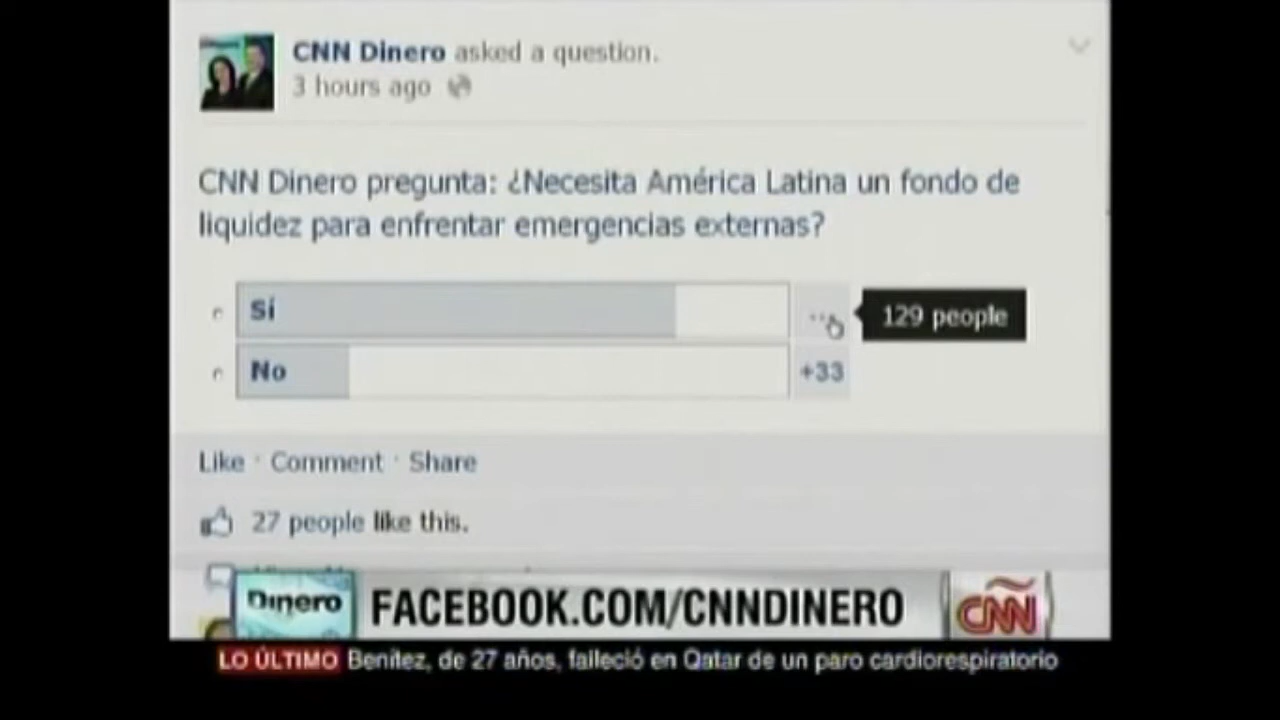 CNN Dinero asked a question.
3 hours ago
CNN Dinero pregunta: ¿Necesita América Latina un fondo de
liquidez para enfrentar emergencias externas?
Sí
...
129 people
No
+33
Like · Comment · Share
27 people like this.
Dinero
FACEBOOK.COM/CNNDINERO
CNN
LO ÚLTIMO Benítez, de 27 años, falleció en Qatar de un paro cardiorespiratorio